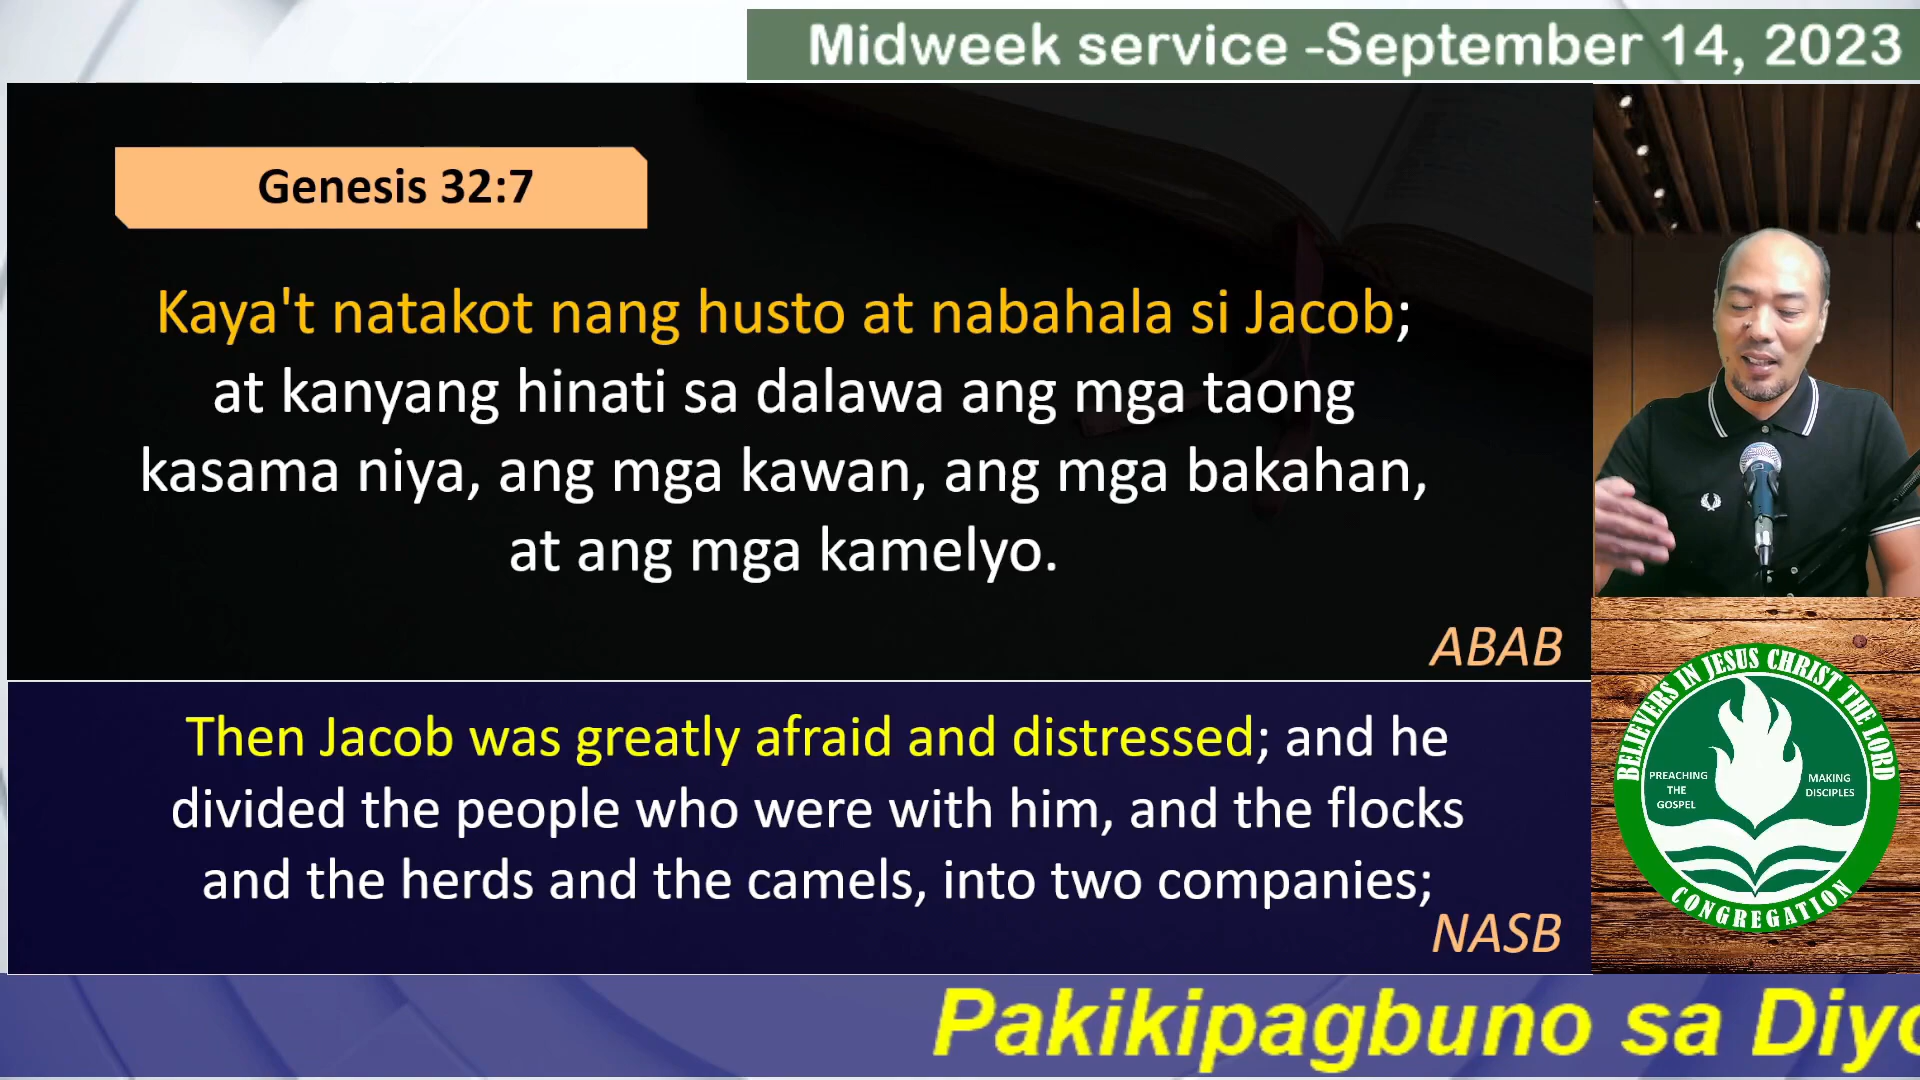 Midweek service -September 14, 2023
Genesis 32:7
Kaya't natakot nang husto at nabahala si Jacob;
at kanyang hinati sa dalawa ang mga taong
kasama niya, ang mga kawan, ang mga bakahan,
at ang mga kamelyo.
ABAB
Then Jacob was greatly afraid and distressed; and he
divided the people who were with him, and the flocks
and the herds and the camels, into two companies;
NASB
BELIEVERS IN JESUS CHRIST THE LORD
PREACHING
THE
GOSPEL
MAKING
DISCIPLES
CONGREGATION
Pakikipagbuno sa Diyo